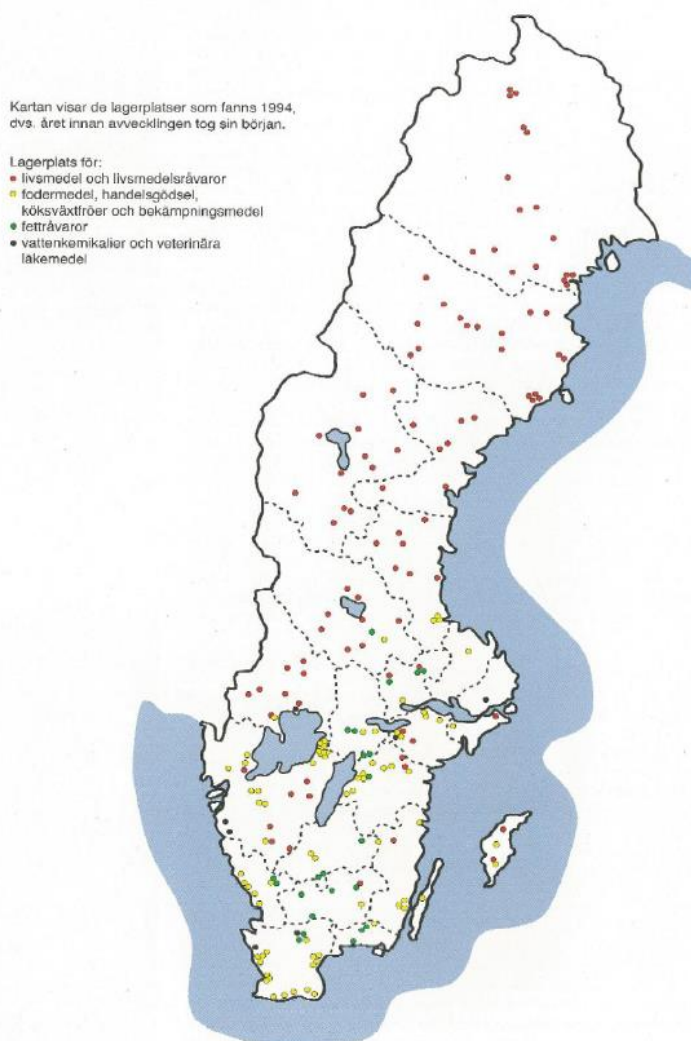 Kartan visar de lagerplatser som fanns 1994,
dvs. året innan avvecklingen tog sin början.
Lagerplats för:
livsmedel och livsmedelsråvaror
fodermedel, handelsgödsel,
köksväxtfröer och bekämpningsmedel
fettråvaror
vattenkemikalier och veterinära
läkemedel